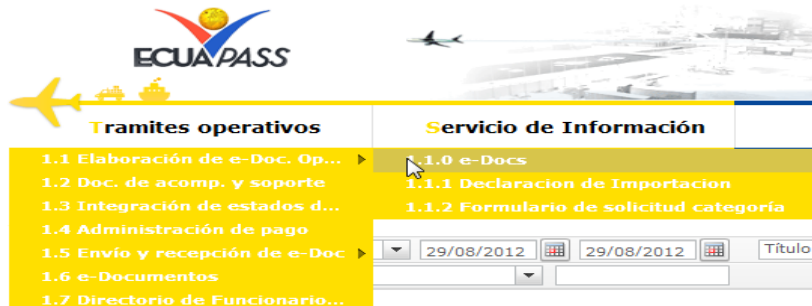 ECUAPASS
Tramites operativos
Servicio de Información
1.1 Elaboración de e-Doc. Op...
1.1.0 e-Docs
1.2 Doc. de acomp. y soporte
1.1.1 Declaracion de Importacion
1.3 Integración de estados d...
1.1.2 Formulario de solicitud categoría
1.4 Administración de pago
1.5 Envío y recepción de e-Doc
29/08/2012
29/08/2012
Título
1.6 e-Documentos
1.7 Directorio de Funcionario...